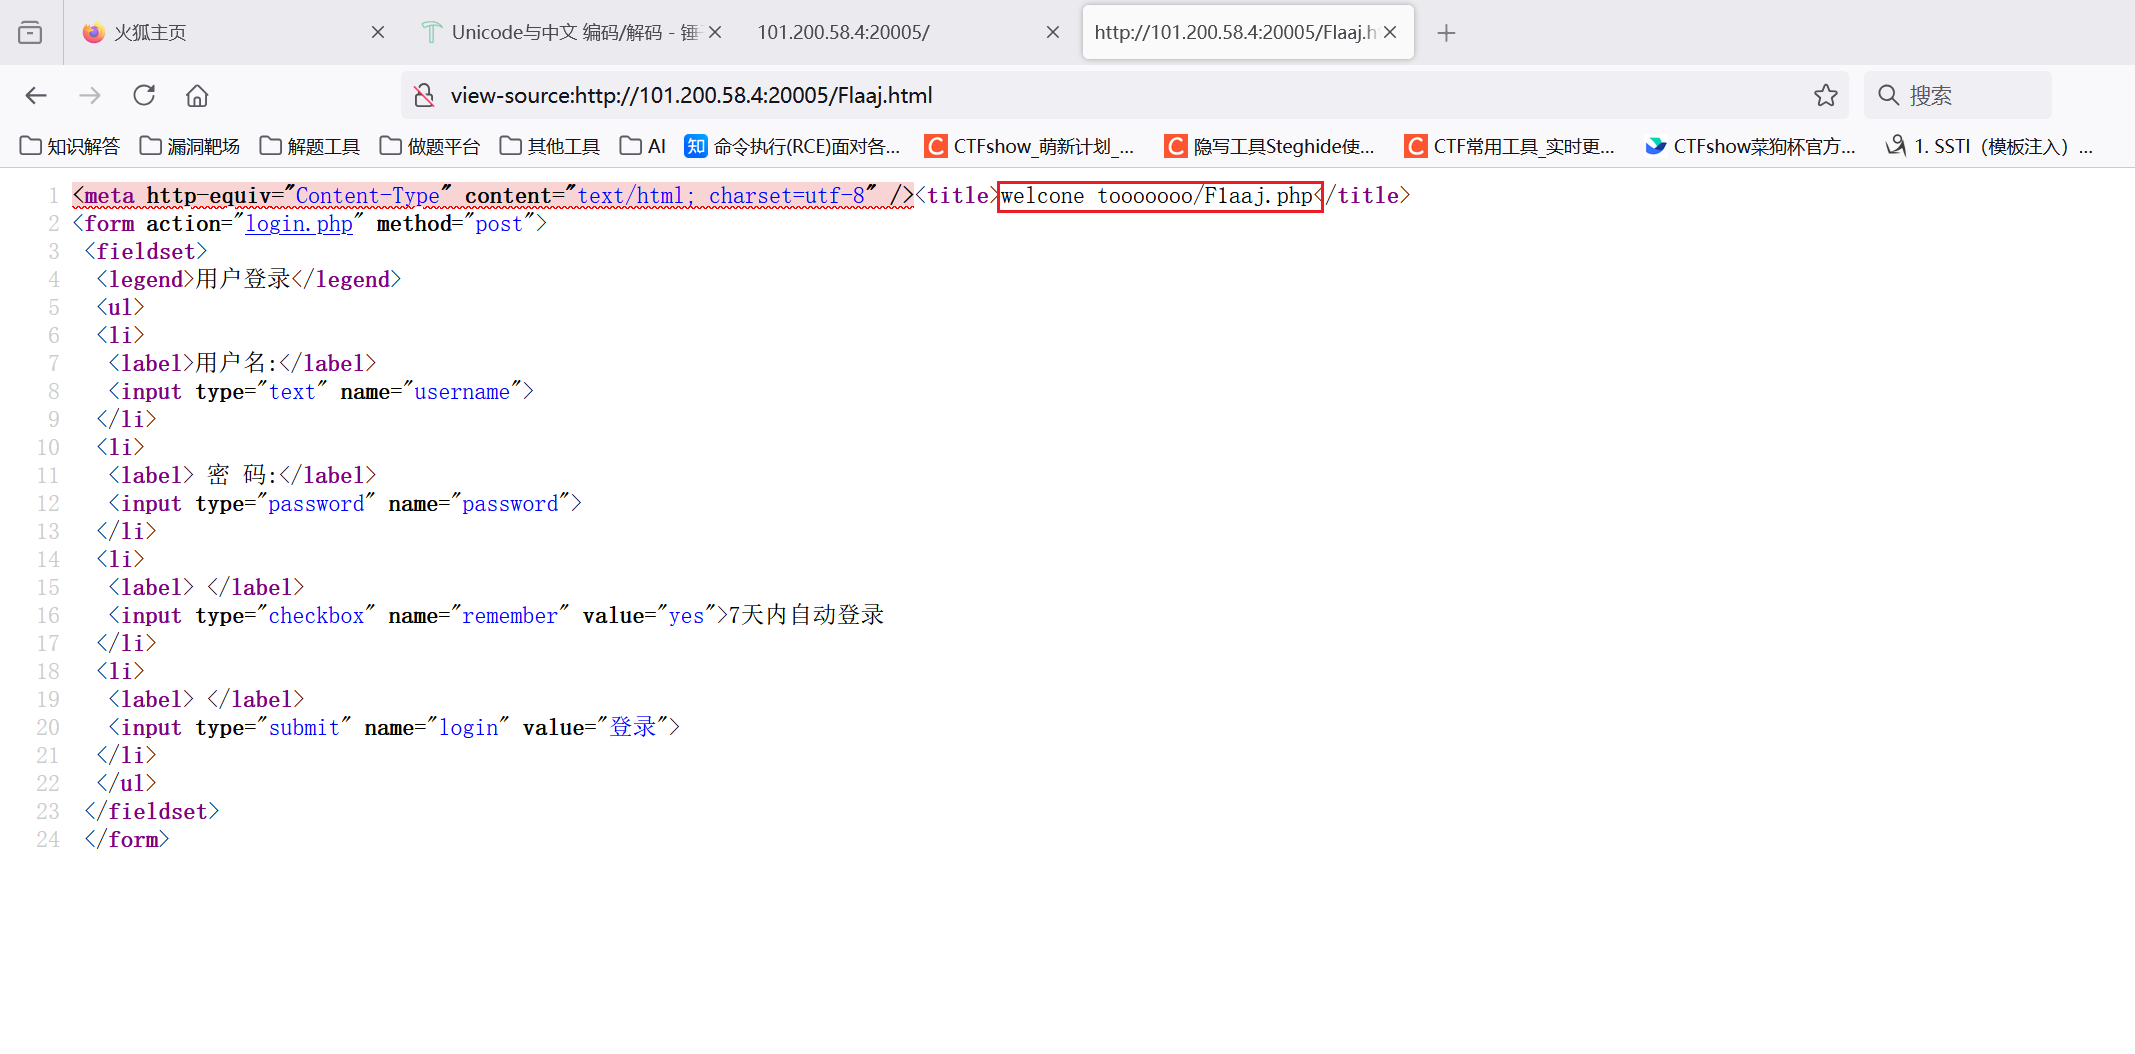 火狐主页
Unicode与中文 编码/解码 - 锤
101.200.58.4:20005/
http://101.200.58.4:20005/Flaaj.h
view-source:http://101.200.58.4:20005/Flaaj.html
搜索
知识解答 漏洞靶场 解题工具 做题平台 其他工具 AI 知 命令执行(RCE)面对各... C CTFshow_萌新计划_... C 隐写工具Steghide使... C CTF常用工具_实时更... CTFshow菜狗杯官方... 1. SSTI（模板注入）...
1 <meta http-equiv="Content-Type" content="text/html; charset=utf-8" /><title>welcone tooooooo/Flaaj.php</title>
2 <form action="login.php" method="post">
3 <fieldset>
4 <legend>用户登录</legend>
5 <ul>
6 <li>
7 <label>用户名:</label>
8 <input type="text" name="username">
9 </li>
10 <li>
11 <label> 密 码:</label>
12 <input type="password" name="password">
13 </li>
14 <li>
15 <label> </label>
16 <input type="checkbox" name="remember" value="yes">7天内自动登录
17 </li>
18 <li>
19 <label> </label>
20 <input type="submit" name="login" value="登录">
21 </li>
22 </ul>
23 </fieldset>
24 </form>